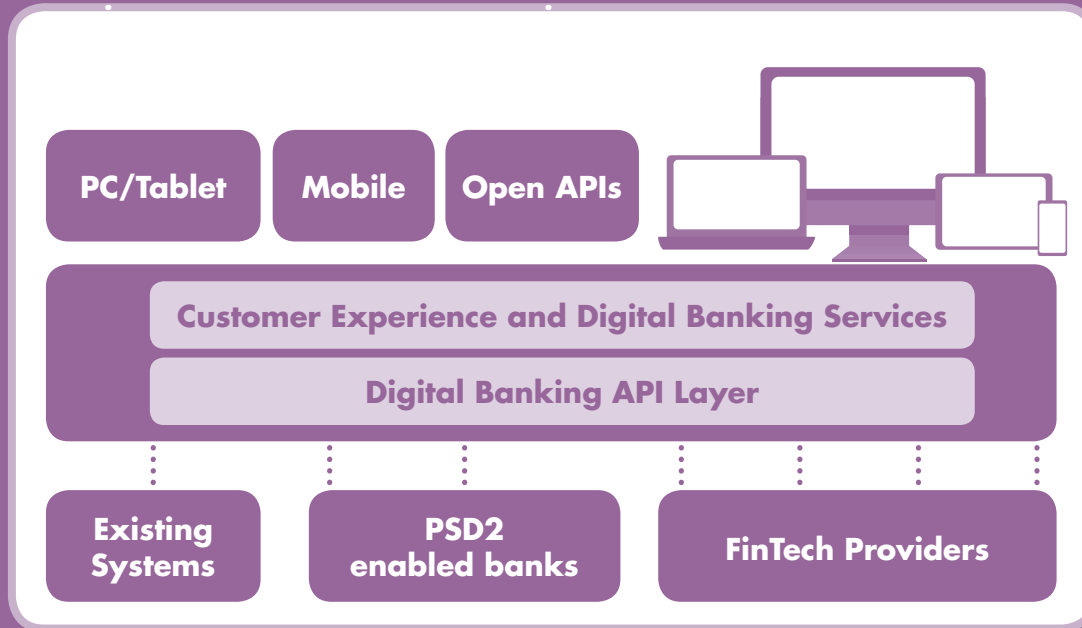 PC/Tablet
Mobile
Open APIs
Customer Experience and Digital Banking Services
Digital Banking API Layer
Existing
Systems
PSD2
enabled banks
FinTech Providers